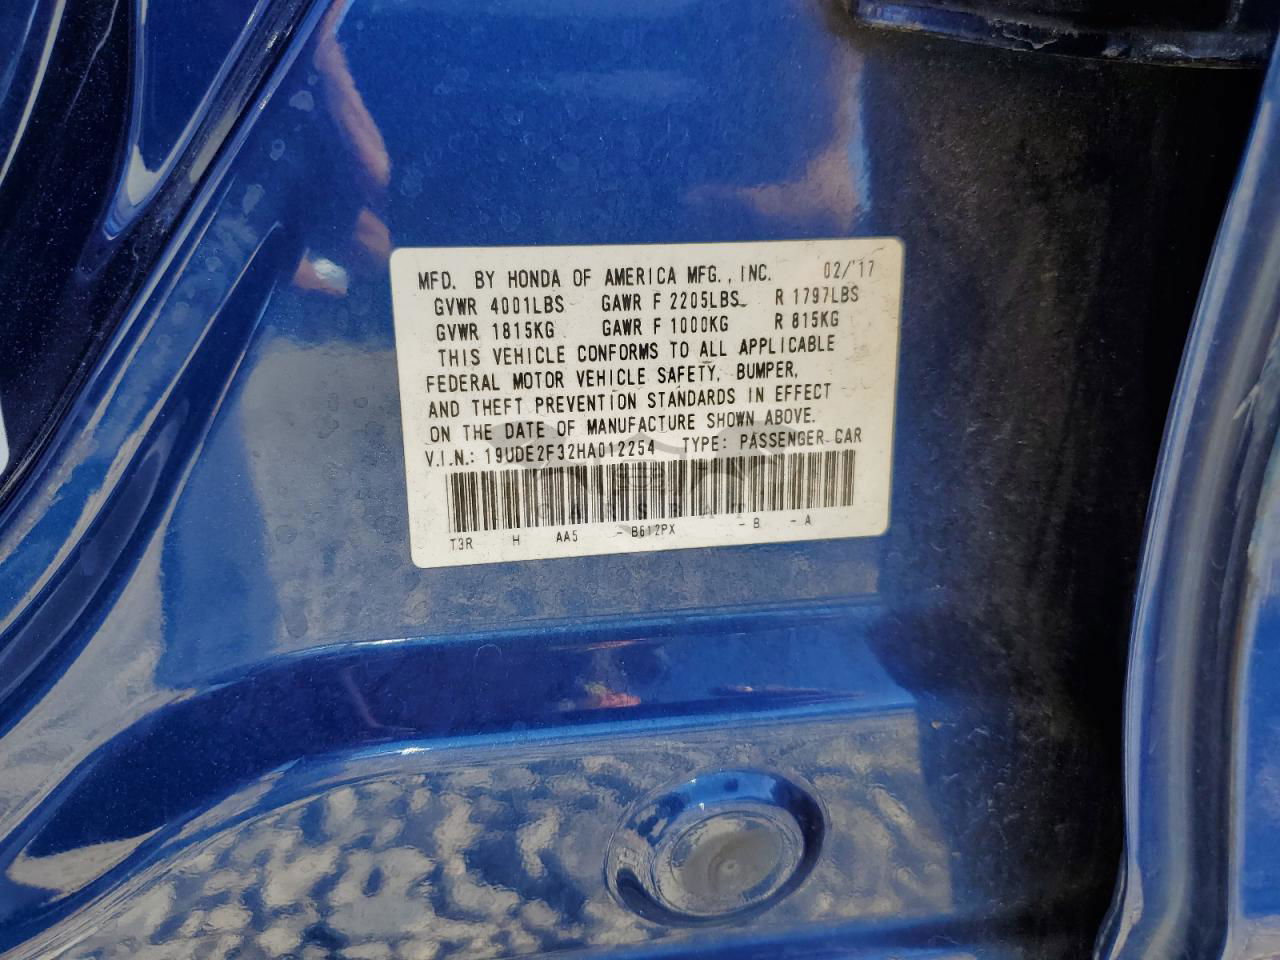 MFD. BY HONDA OF AMERICA MFG., INC. 02/'17
GVWR 4001LBS GAWR F 2205LBS R 1797LBS
GVWR 1815KG GAWR F 1000KG R 815KG
THIS VEHICLE CONFORMS TO ALL APPLICABLE
FEDERAL MOTOR VEHICLE SAFETY, BUMPER,
AND THEFT PREVENTION STANDARDS IN EFFECT
ON THE DATE OF MANUFACTURE SHOWN ABOVE.
V.I.N.: 19UDE2F32HA012254 TYPE: PASSENGER CAR
T3R H AA5 - B612PX - B - A